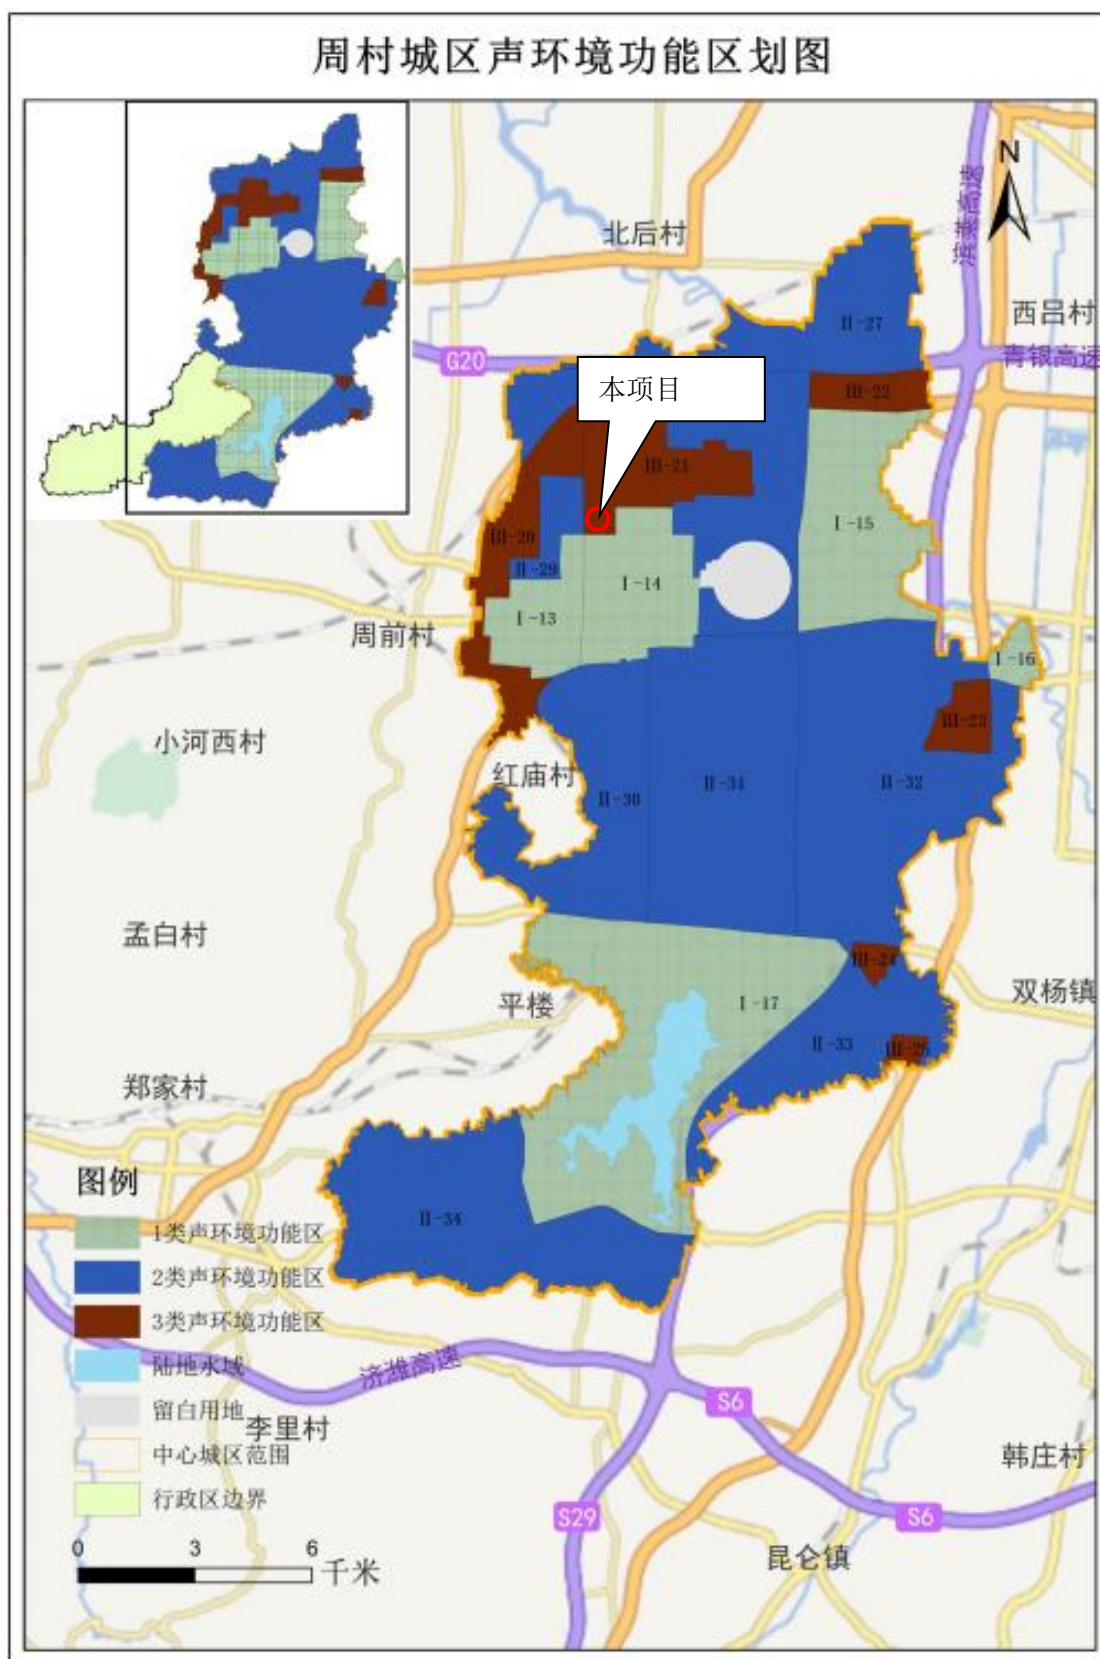 周村城区声环境功能区划图
N
滨莱高速
北后村
西吕村
II-27
青银高速
G20
本项目
III-22
III-21
I-15
III-20
II-29
I-14
I-13
周前村
I-16
III-23
小河西村
红庙村
II-30
II-31
II-32
孟白村
III-24
双杨镇
平楼
I-17
II-33
III-25
郑家村
图例
II-34
1类声环境功能区
2类声环境功能区
3类声环境功能区
陆地水域
济潍高速
留白用地
S6
李里村
中心城区范围
韩庄村
行政区边界
S29
S6
0 3 6 千米
昆仑镇